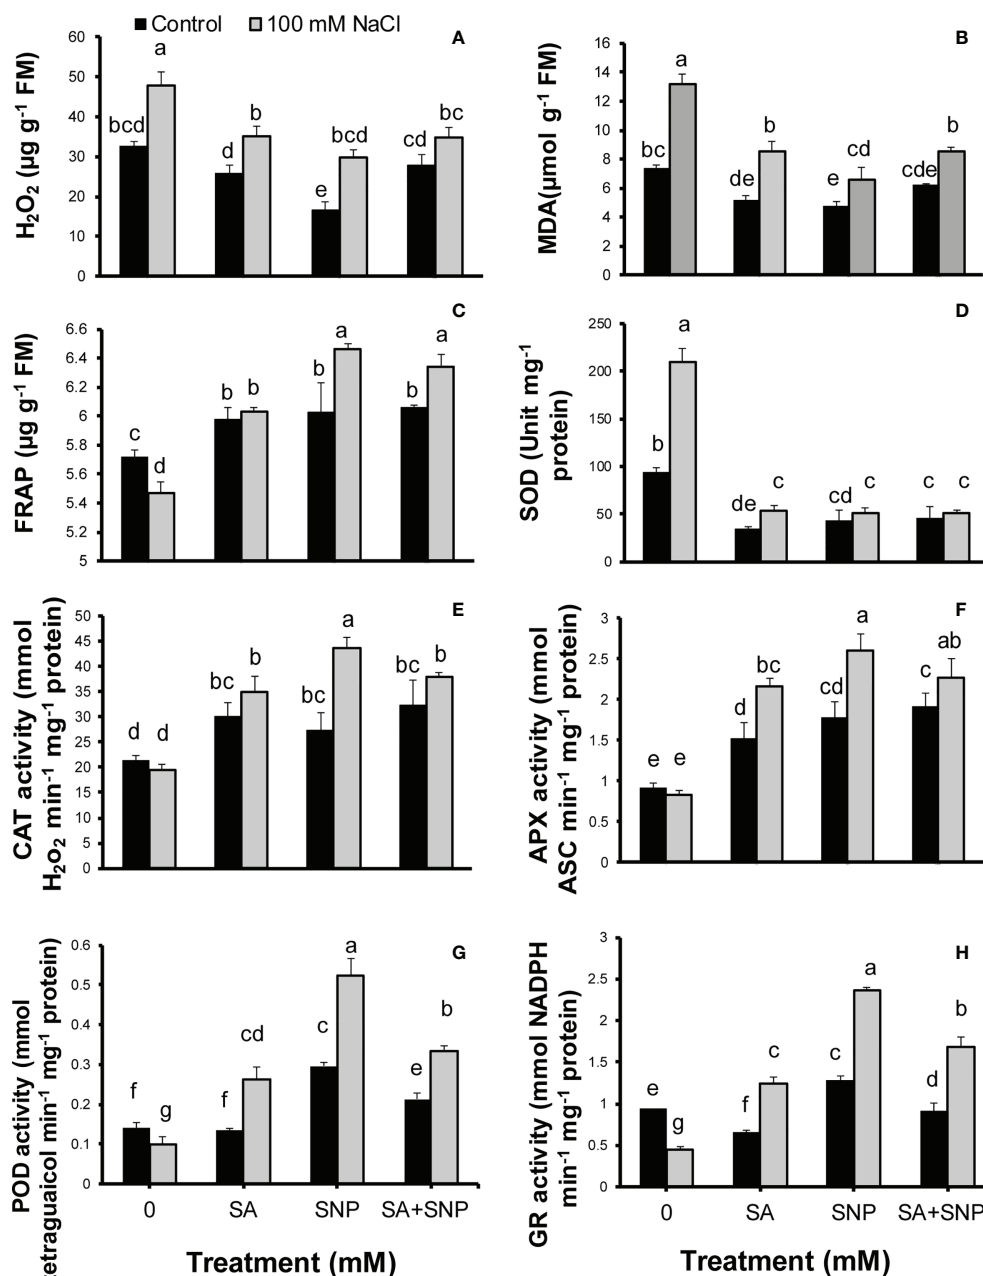 Control 100 mM NaCl
A
H₂O₂ (µg g⁻¹ FM)
60
50
40
30
20
10
0
bcd a d b e bcd cd bc
B
MDA(µmol g⁻¹ FM)
16
14
12
10
8
6
4
2
0
bc a de b e cd cde b
C
FRAP (µg g⁻¹ FM)
6.6
6.4
6.2
6
5.8
5.6
5.4
5.2
5
c d b b b a b a
D
SOD (Unit mg⁻¹
protein)
250
200
150
100
50
0
b a de c cd c c c
E
CAT activity (mmol
H₂O₂ min⁻¹ mg⁻¹ protein)
50
45
40
35
30
25
20
15
10
5
0
d d bc b bc a bc b
F
APX activity (mmol
ASC min⁻¹ mg⁻¹ protein)
3
2.5
2
1.5
1
0.5
0
e e d bc cd a c ab
G
POD activity (mmol
tetraguaicol min⁻¹ mg⁻¹ protein)
0.6
0.5
0.4
0.3
0.2
0.1
0
f g f cd c a e b
0 SA SNP SA+SNP
Treatment (mM)
H
GR activity (mmol NADPH
min⁻¹ mg⁻¹ protein)
3
2.5
2
1.5
1
0.5
0
e g f c c a d b
0 SA SNP SA+SNP
Treatment (mM)